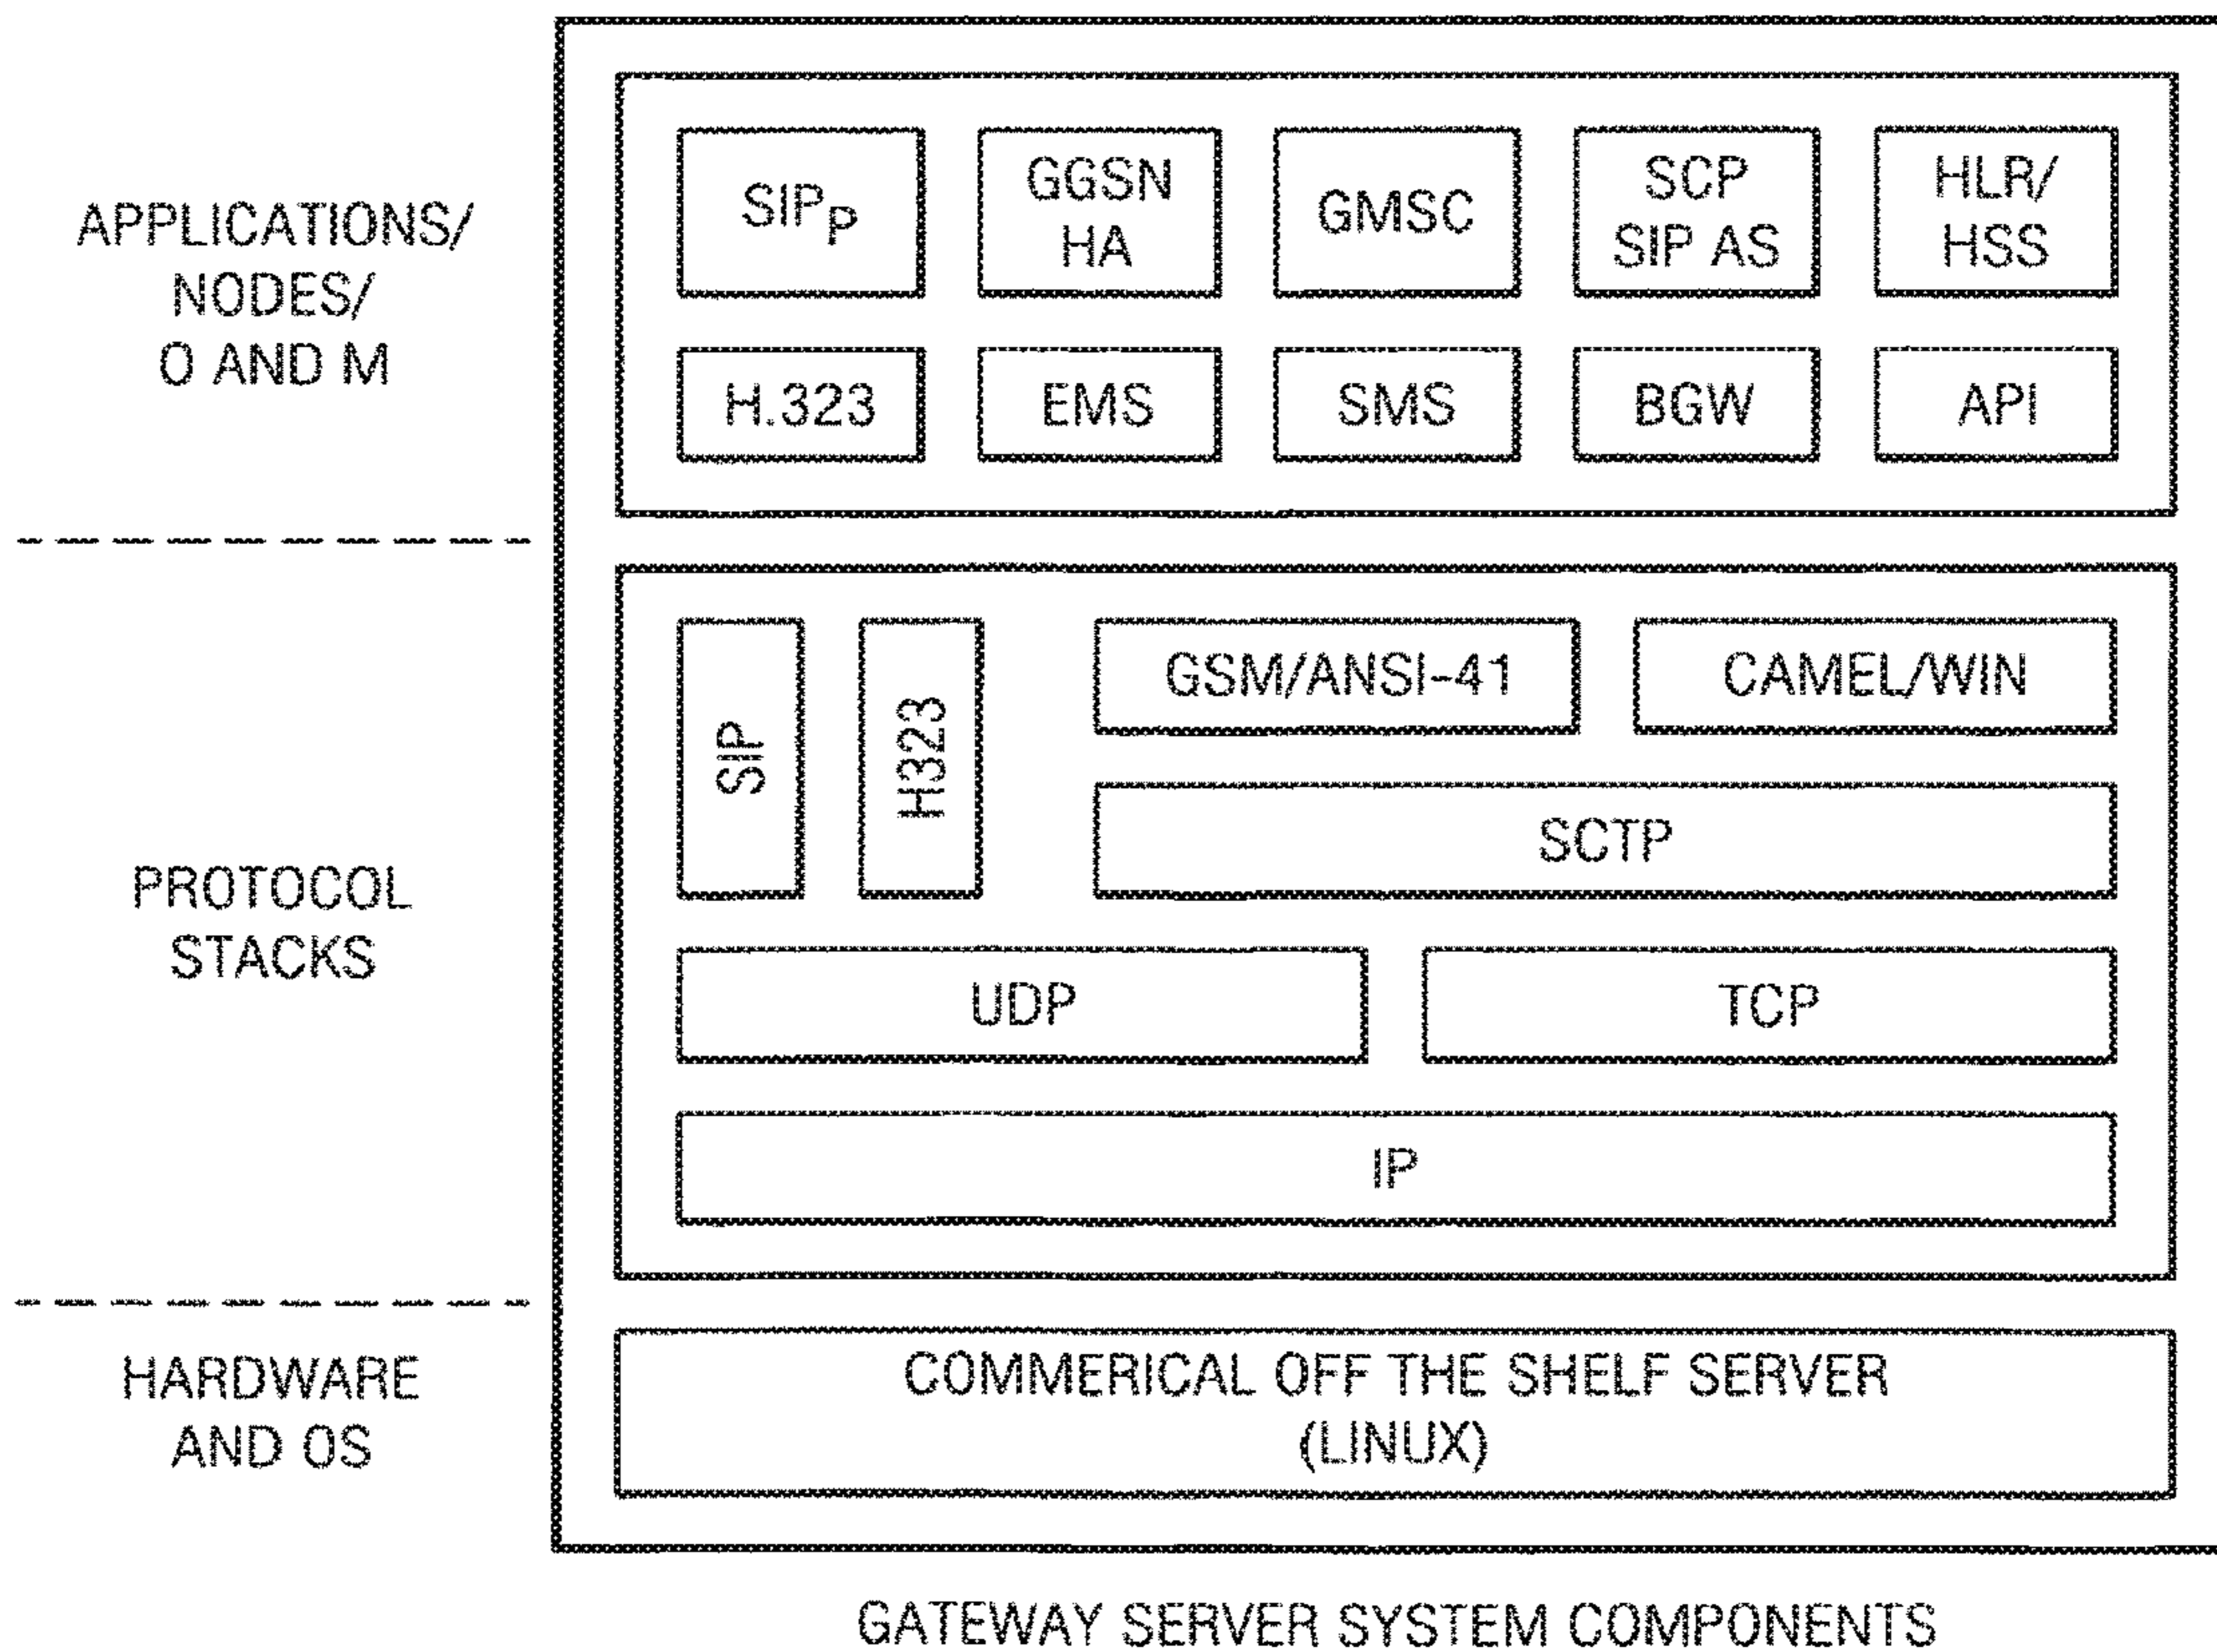 APPLICATIONS/
NODES/
O AND M
SIPP
GGSN
HA
GMSC
SCP
SIP AS
HLR/
HSS
H.323
EMS
SMS
BGW
API
PROTOCOL
STACKS
SIP
H323
GSM/ANSI-41
CAMEL/WIN
SCTP
UDP
TCP
IP
HARDWARE
AND OS
COMMERICAL OFF THE SHELF SERVER
(LINUX)
GATEWAY SERVER SYSTEM COMPONENTS